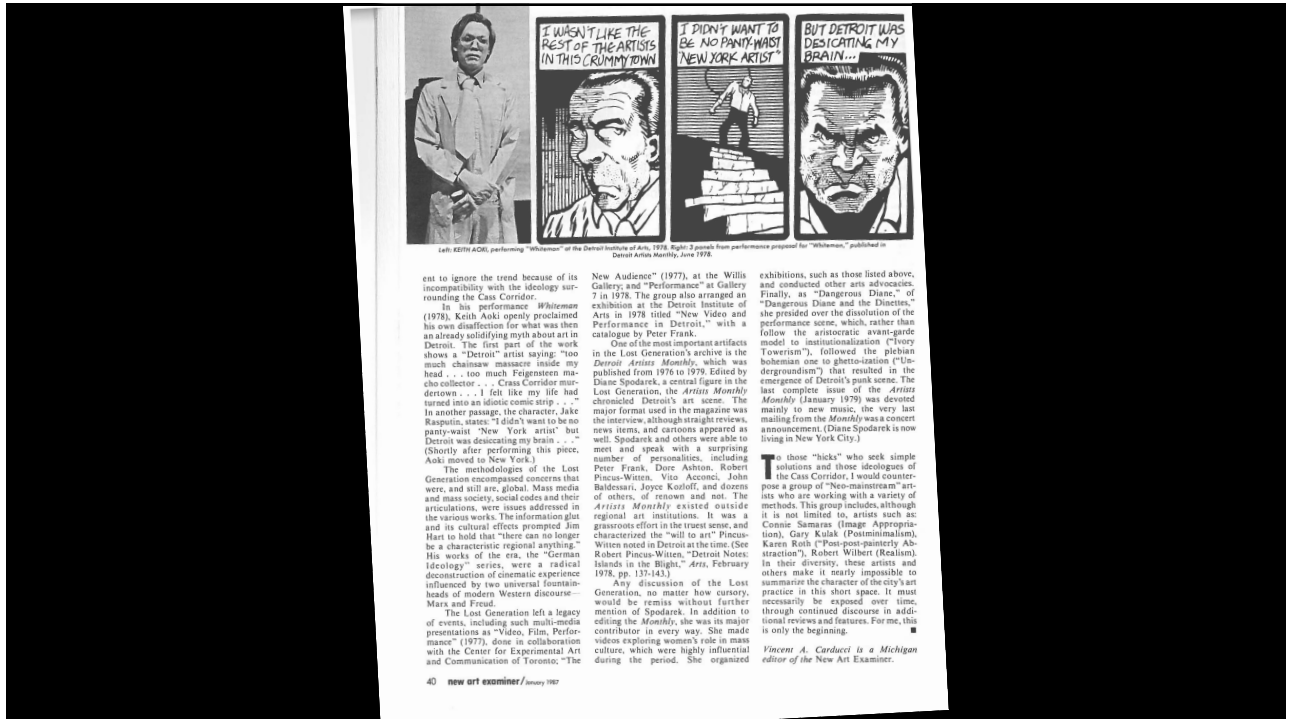 I WASN'T LIKE THE
REST OF THE ARTISTS
IN THIS CRUMMY TOWN
I DIDN'T WANT TO
BE NO PANTY-WAIST
"NEW YORK ARTIST"
BUT DETROIT WAS
DESICATING MY
BRAIN...
Left: KEITH AOKI, performing "Whiteman" at the Detroit Institute of Arts, 1978. Right: 3 panels from performance proposal for "Whiteman," published in
Detroit Artists Monthly, June 1978.
ent to ignore the trend because of its
incompatibility with the ideology sur-
rounding the Cass Corridor.
In his performance Whiteman
(1978), Keith Aoki openly proclaimed
his own disaffection for what was then
an already solidifying myth about art in
Detroit. The first part of the work
shows a "Detroit" artist saying: "too
much chainsaw massacre inside my
head . . . too much Feigensteen ma-
cho collector . . . Crass Corridor mur-
dertown . . . I felt like my life had
turned into an idiotic comic strip . . ."
In another passage, the character, Jake
Rasputin, states: "I didn't want to be no
panty-waist 'New York artist' but
Detroit was desiccating my brain . . ."
(Shortly after performing this piece,
Aoki moved to New York.)
The methodologies of the Lost
Generation encompassed concerns that
were, and still are, global. Mass media
and mass society, social codes and their
articulations, were issues addressed in
the various works. The information glut
and its cultural effects prompted Jim
Hart to hold that "there can no longer
be a characteristic regional anything."
His works of the era, the "German
Ideology" series, were a radical
deconstruction of cinematic experience
influenced by two universal fountain-
heads of modern Western discourse—
Marx and Freud.
The Lost Generation left a legacy
of events, including such multi-media
presentations as "Video, Film, Perfor-
mance" (1977), done in collaboration
with the Center for Experimental Art
and Communication of Toronto; "The
New Audience" (1977), at the Willis
Gallery; and "Performance" at Gallery
7 in 1978. The group also arranged an
exhibition at the Detroit Institute of
Arts in 1978 titled "New Video and
Performance in Detroit," with a
catalogue by Peter Frank.
One of the most important artifacts
in the Lost Generation's archive is the
Detroit Artists Monthly, which was
published from 1976 to 1979. Edited by
Diane Spodarek, a central figure in the
Lost Generation, the Artists Monthly
chronicled Detroit's art scene. The
major format used in the magazine was
the interview, although straight reviews,
news items, and cartoons appeared as
well. Spodarek and others were able to
meet and speak with a surprising
number of personalities, including
Peter Frank, Dore Ashton, Robert
Pincus-Witten, Vito Acconci, John
Baldessari, Joyce Kozloff, and dozens
of others, of renown and not. The
Artists Monthly existed outside
regional art institutions. It was a
grassroots effort in the truest sense, and
characterized the "will to art" Pincus-
Witten noted in Detroit at the time. (See
Robert Pincus-Witten, "Detroit Notes:
Islands in the Blight," Arts, February
1978, pp. 137-143.)
Any discussion of the Lost
Generation, no matter how cursory,
would be remiss without further
mention of Spodarek. In addition to
editing the Monthly, she was its major
contributor in every way. She made
videos exploring women's role in mass
culture, which were highly influential
during the period. She organized
exhibitions, such as those listed above,
and conducted other arts advocacies.
Finally, as "Dangerous Diane," of
"Dangerous Diane and the Dinettes,"
she presided over the dissolution of the
performance scene, which, rather than
follow the aristocratic avant-garde
model to institutionalization ("Ivory
Towerism"), followed the plebian
bohemian one to ghetto-ization ("Un-
dergroundism") that resulted in the
emergence of Detroit's punk scene. The
last complete issue of the Artists
Monthly (January 1979) was devoted
mainly to new music, the very last
mailing from the Monthly was a concert
announcement. (Diane Spodarek is now
living in New York City.)
To those "hicks" who seek simple
solutions and those ideologues of
the Cass Corridor, I would counter-
pose a group of "Neo-mainstream" art-
ists who are working with a variety of
methods. This group includes, although
it is not limited to, artists such as:
Connie Samaras (Image Appropria-
tion), Gary Kulak (Postminimalism),
Karen Roth ("Post-post-painterly Ab-
straction"), Robert Wilbert (Realism).
In their diversity, these artists and
others make it nearly impossible to
summarize the character of the city's art
practice in this short space. It must
necessarily be exposed over time,
through continued discourse in addi-
tional reviews and features. For me, this
is only the beginning.
Vincent A. Carducci is a Michigan
editor of the New Art Examiner.
40 new art examiner/January 1987